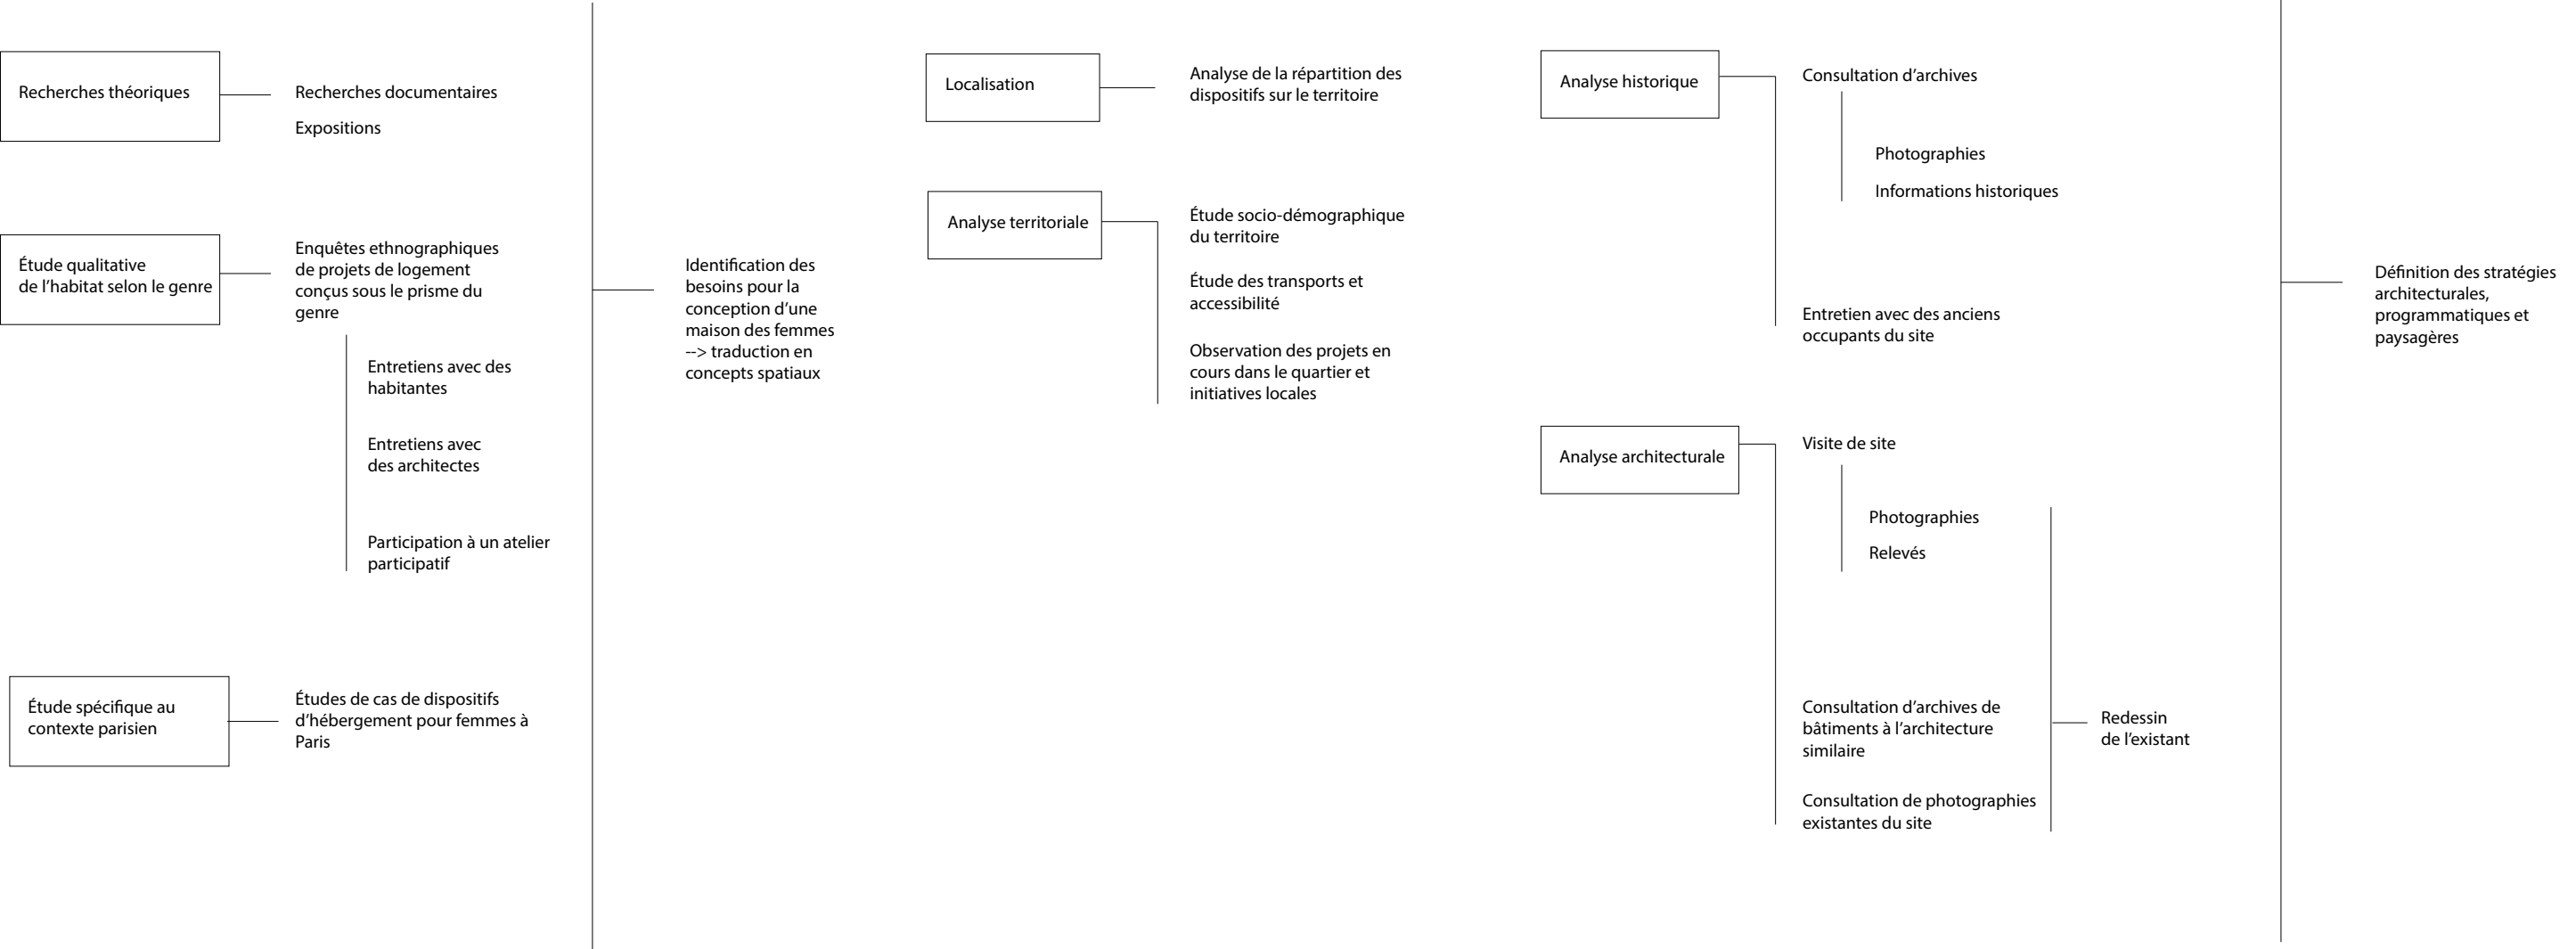 Recherches théoriques
Recherches documentaires
Expositions
Étude qualitative
de l’habitat selon le genre
Enquêtes ethnographiques
de projets de logement
conçus sous le prisme du
genre
Entretiens avec des
habitantes
Entretiens avec
des architectes
Participation à un atelier
participatif
Étude spécifique au
contexte parisien
Études de cas de dispositifs
d’hébergement pour femmes à
Paris
Identification des
besoins pour la
conception d’une
maison des femmes
--> traduction en
concepts spatiaux
Localisation
Analyse de la répartition des
dispositifs sur le territoire
Analyse territoriale
Étude socio-démographique
du territoire
Étude des transports et
accessibilité
Observation des projets en
cours dans le quartier et
initiatives locales
Analyse historique
Consultation d’archives
Photographies
Informations historiques
Entretien avec des anciens
occupants du site
Analyse architecturale
Visite de site
Photographies
Relevés
Consultation d’archives de
bâtiments à l’architecture
similaire
Consultation de photographies
existantes du site
Redessin
de l’existant
Définition des stratégies
architecturales,
programmatiques et
paysagères